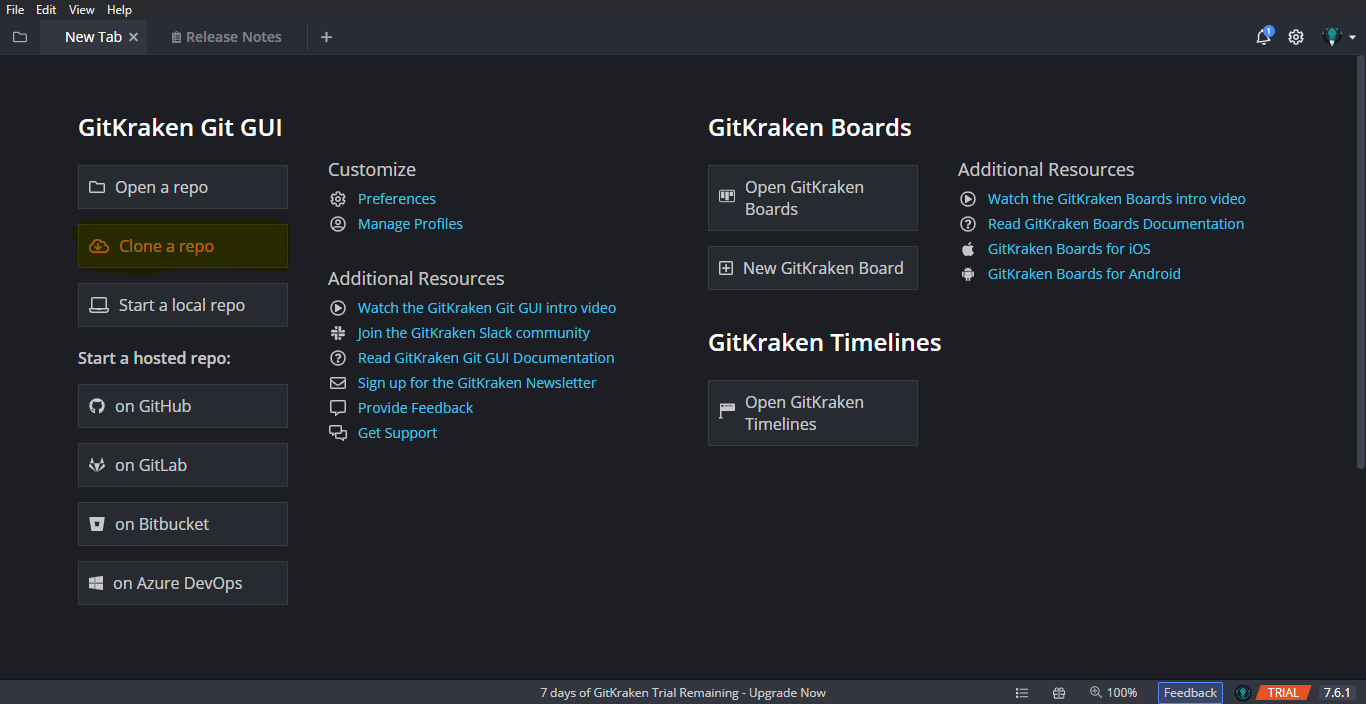 File Edit View Help
New Tab
Release Notes
1
GitKraken Git GUI
Open a repo
Clone a repo
Start a local repo
Start a hosted repo:
on GitHub
on GitLab
on Bitbucket
on Azure DevOps
Customize
Preferences
Manage Profiles
Additional Resources
Watch the GitKraken Git GUI intro video
Join the GitKraken Slack community
Read GitKraken Git GUI Documentation
Sign up for the GitKraken Newsletter
Provide Feedback
Get Support
GitKraken Boards
Open GitKraken
Boards
New GitKraken Board
Additional Resources
Watch the GitKraken Boards intro video
Read GitKraken Boards Documentation
GitKraken Boards for iOS
GitKraken Boards for Android
GitKraken Timelines
Open GitKraken
Timelines
7 days of GitKraken Trial Remaining - Upgrade Now
100%
Feedback
TRIAL
7.6.1